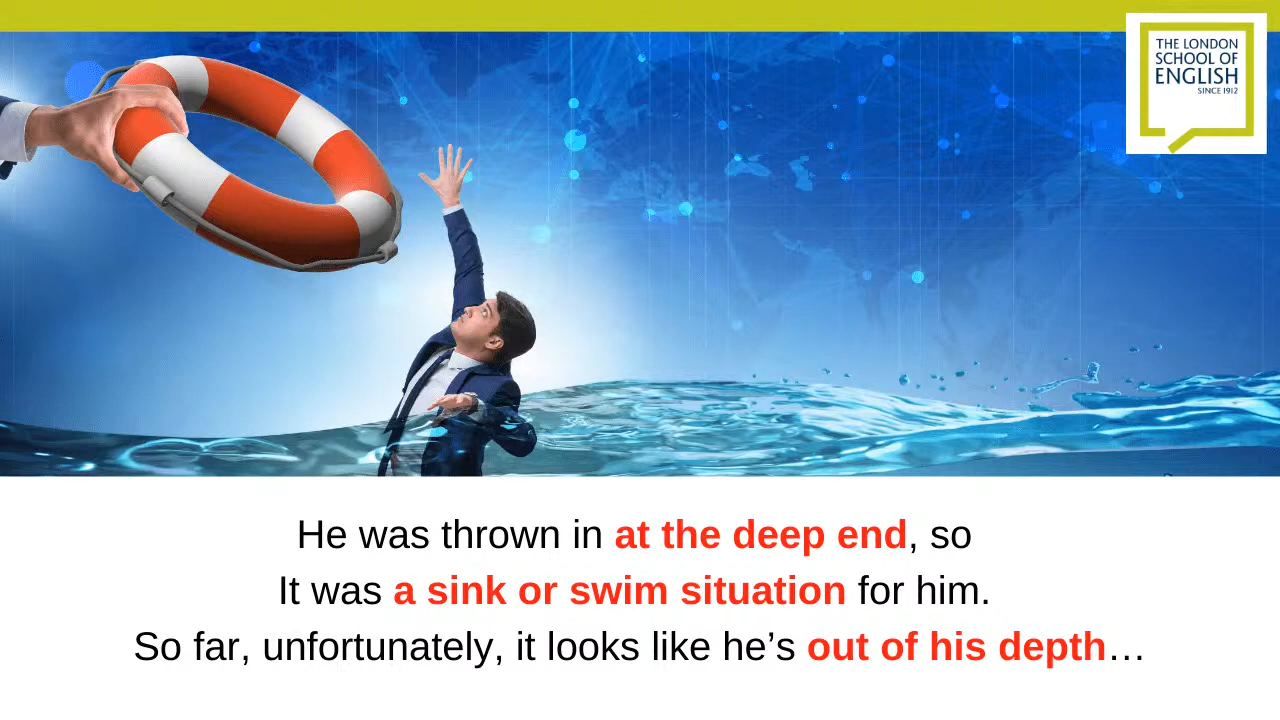 THE LONDON
SCHOOL OF
ENGLISH
SINCE 1912
He was thrown in at the deep end, so
It was a sink or swim situation for him.
So far, unfortunately, it looks like he’s out of his depth…